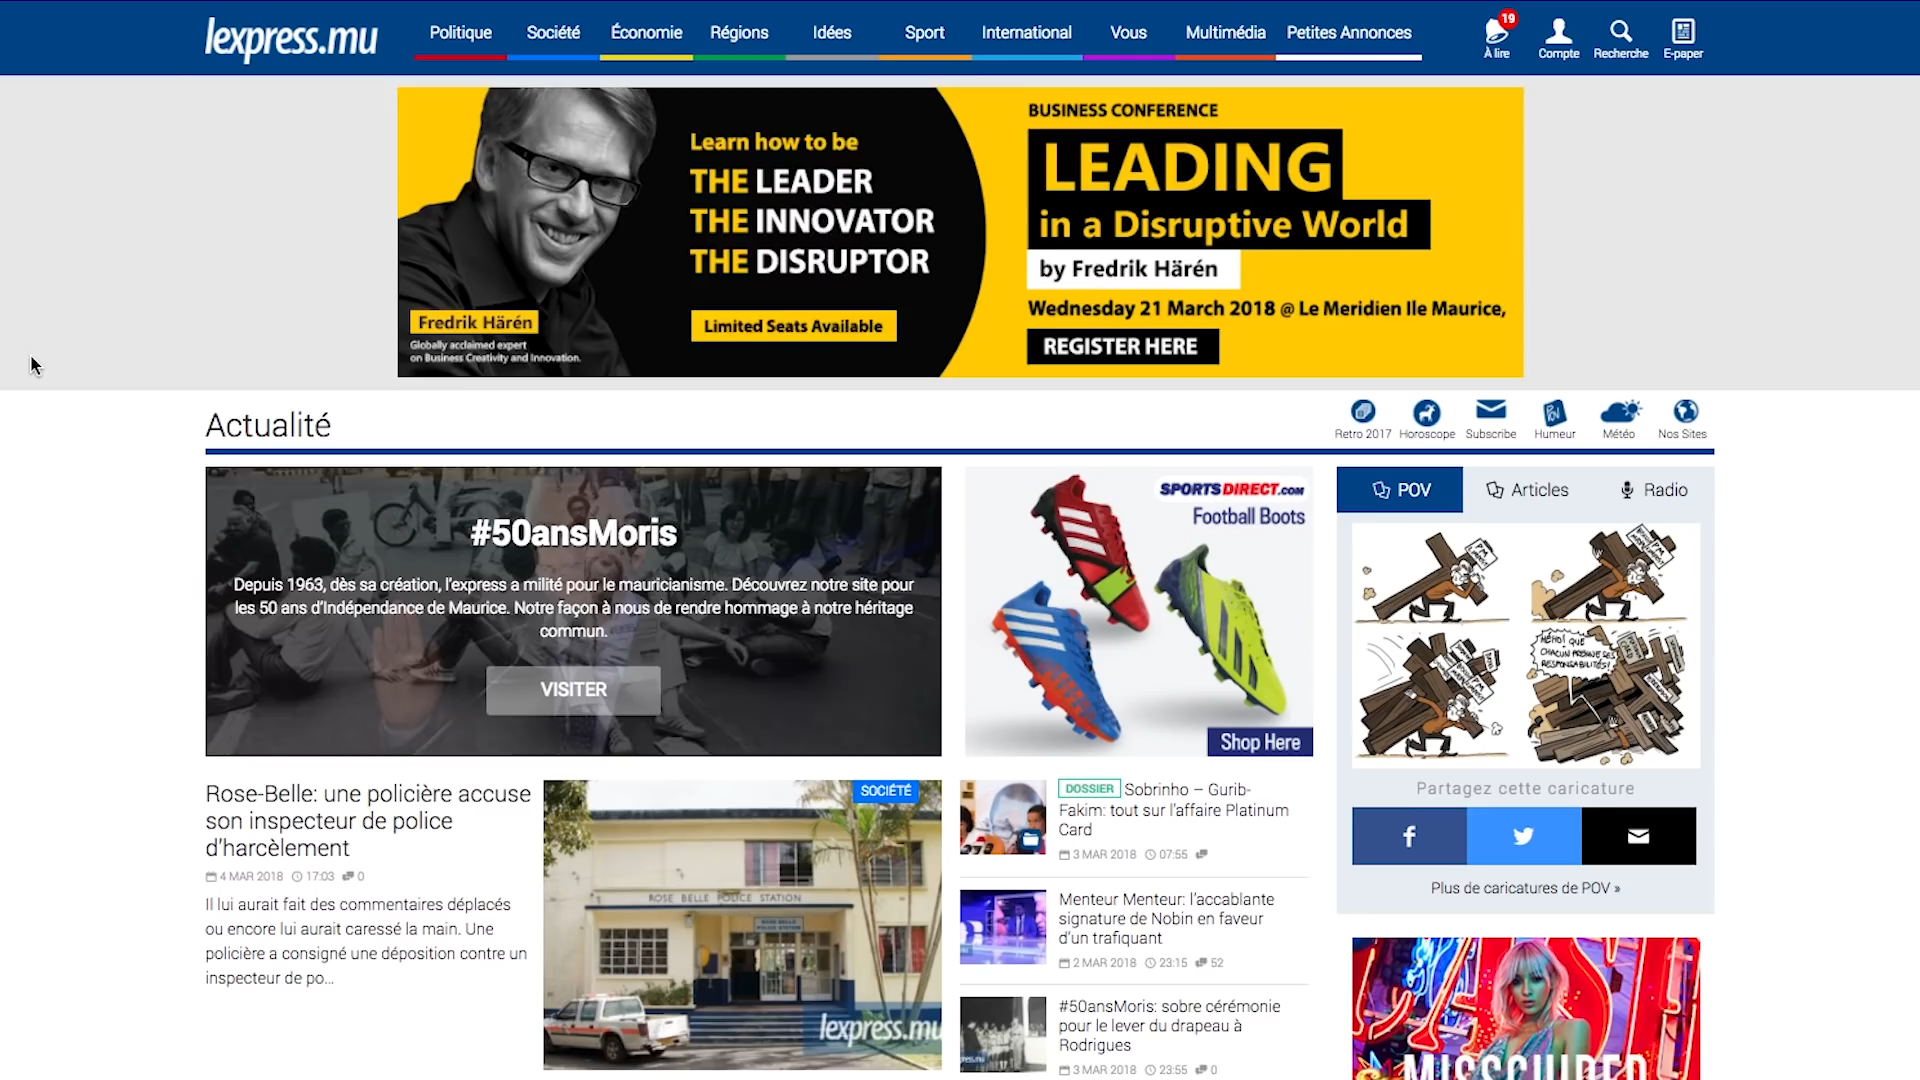 lexpress.mu
Politique
Société
Économie
Régions
Idées
Sport
International
Vous
Multimédia
Petites Annonces
19
À lire
Compte
Recherche
E-paper
Learn how to be
THE LEADER
THE INNOVATOR
THE DISRUPTOR
Limited Seats Available
Fredrik Härén
Globally acclaimed expert
on Business Creativity and Innovation.
BUSINESS CONFERENCE
LEADING
in a Disruptive World
by Fredrik Härén
Wednesday 21 March 2018 @ Le Meridien Ile Maurice,
REGISTER HERE
Actualité
Retro 2017
Horoscope
Subscribe
Humeur
Météo
Nos Sites
#50ansMoris
Depuis 1963, dès sa création, l'express a milité pour le mauricianisme. Découvrez notre site pour
les 50 ans d'Indépendance de Maurice. Notre façon à nous de rendre hommage à notre héritage
commun.
VISITER
SPORTSDIRECT.COM
Football Boots
Shop Here
POV
Articles
Radio
HÉHO! QUE
CHACUN PRENNE SES
RESPONSABILITÉS!
Partagez cette caricature
Plus de caricatures de POV »
Rose-Belle: une policière accuse
son inspecteur de police
d'harcèlement
4 MAR 2018 17:03 0
Il lui aurait fait des commentaires déplacés
ou encore lui aurait caressé la main. Une
policière a consigné une déposition contre un
inspecteur de po...
SOCIÉTÉ
ROSE BELLE POLICE STATION
lexpress.mu
DOSSIER Sobrinho – Gurib-
Fakim: tout sur l'affaire Platinum
Card
3 MAR 2018 07:55
Menteur Menteur: l'accablante
signature de Nobin en faveur
d'un trafiquant
2 MAR 2018 23:15 52
#50ansMoris: sobre cérémonie
pour le lever du drapeau à
Rodrigues
3 MAR 2018 23:55 0
MISSGUIDED